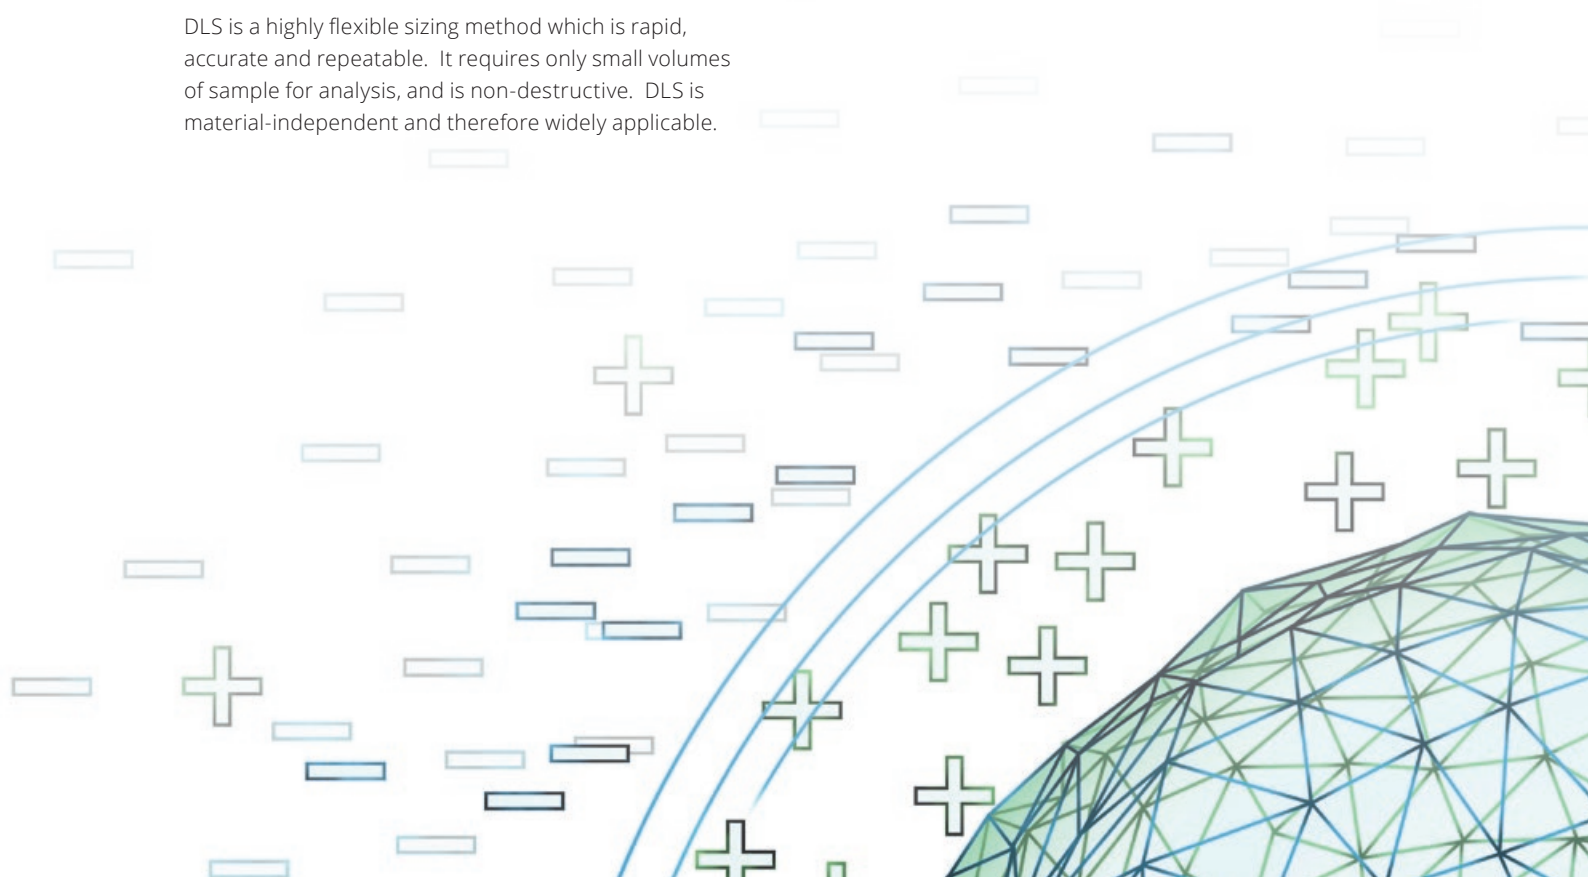 DLS is a highly flexible sizing method which is rapid,
accurate and repeatable.  It requires only small volumes
of sample for analysis, and is non-destructive.  DLS is
material-independent and therefore widely applicable.